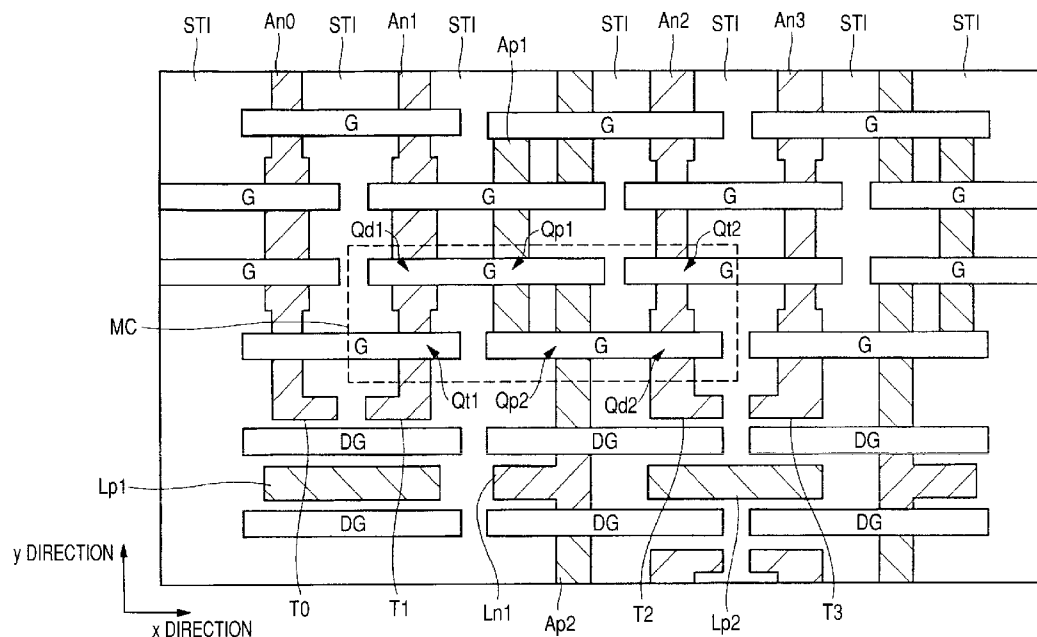 STI An0 STI An1 STI Ap1 STI An2 STI An3 STI STI
G G G
G G G G
Qd1 Qp1 Qt2
G G G G
MC
G G G
Qt1 Qp2 Qd2
DG DG DG
Lp1
DG DG DG
y DIRECTION
x DIRECTION
T0 T1 Ln1 Ap2 T2 Lp2 T3